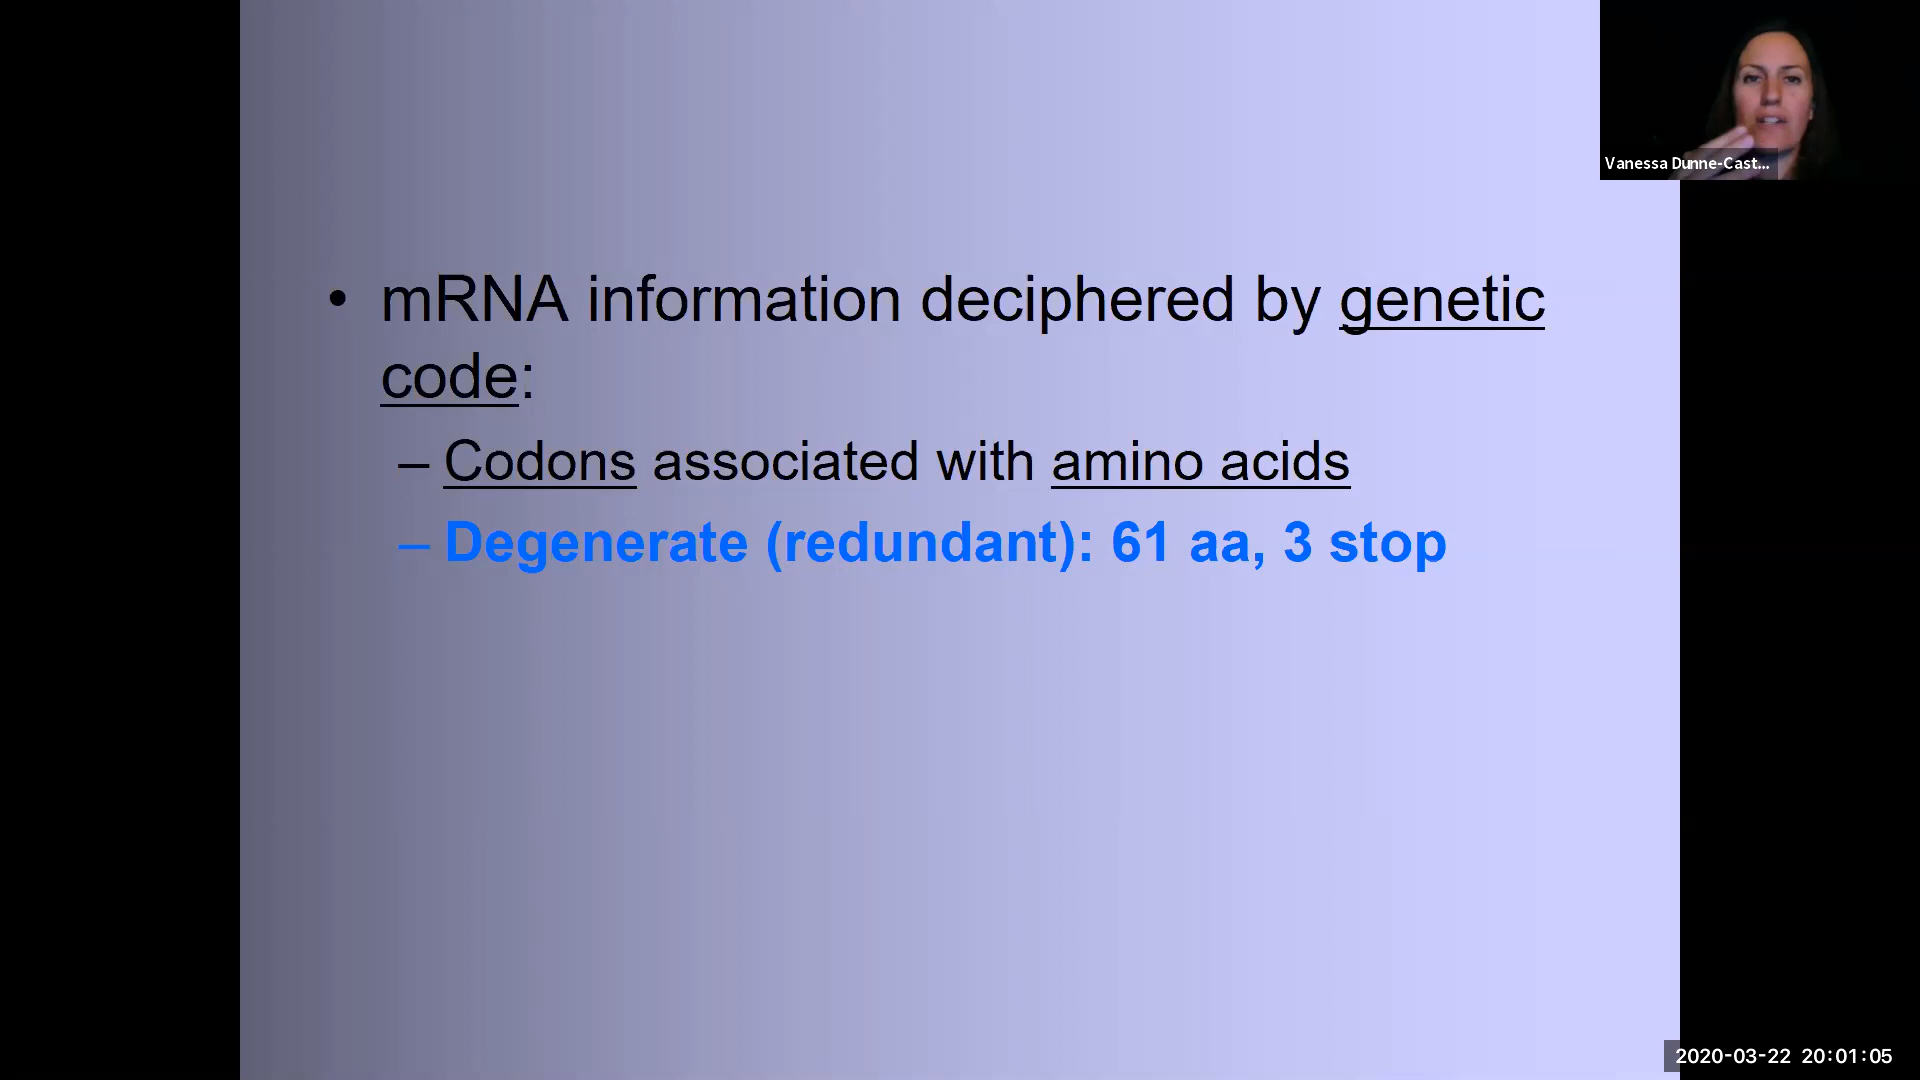 Vanessa Dunne-Cast...
• mRNA information deciphered by genetic
code:
– Codons associated with amino acids
– Degenerate (redundant): 61 aa, 3 stop
2020-03-22 20:01:05